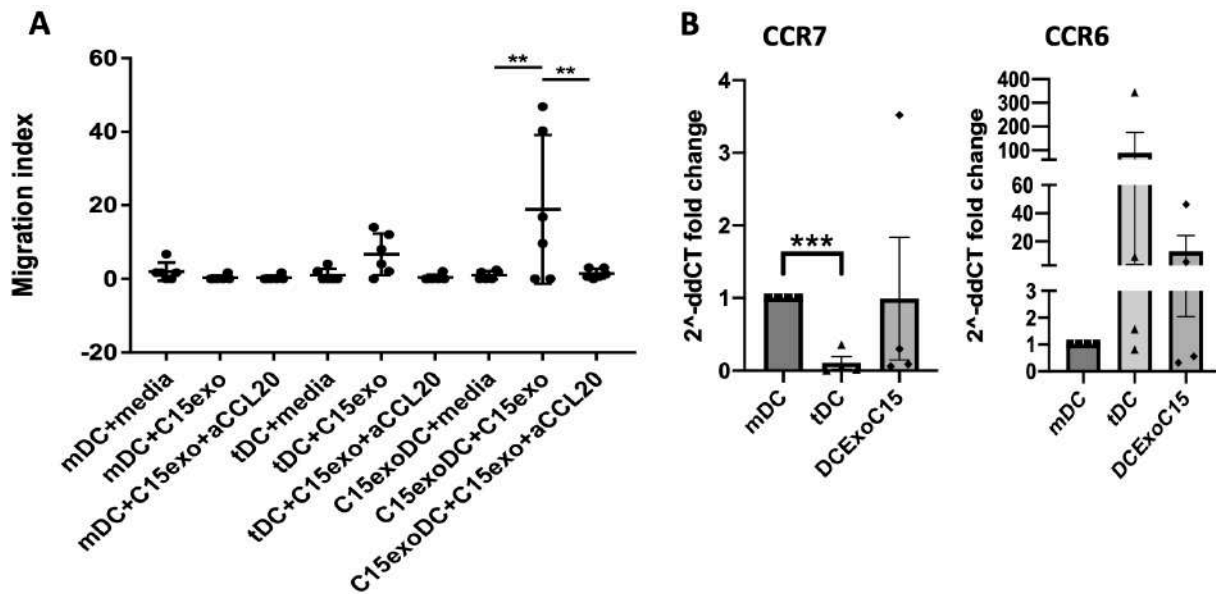 A
Migration index
60
40
20
0
-20
**
**
mDC+media
mDC+C15exo
mDC+C15exo+aCCL20
tDC+media
tDC+C15exo
tDC+C15exo+aCCL20
C15exoDC+media
C15exoDC+C15exo
C15exoDC+C15exo+aCCL20
B
CCR7
2^-ddCT fold change
4
3
2
1
0
***
mDC
tDC
DCExoC15
CCR6
2^-ddCT fold change
400
300
200
100
60
40
20
3
2
1
0
mDC
tDC
DCExoC15